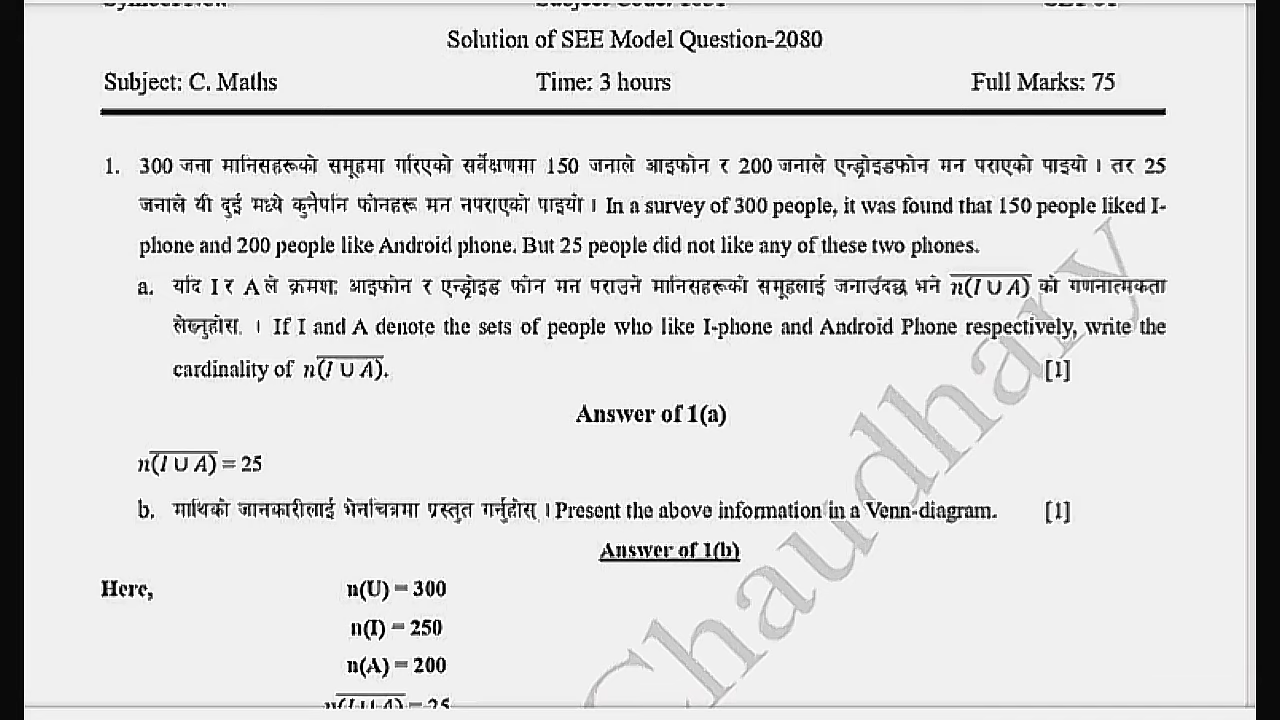 Solution of SEE Model Question-2080
Subject: C. Maths Time: 3 hours Full Marks: 75
1. 300 जना मानिसहरूको समूहमा गरिएको सर्वेक्षणमा 150 जनाले आइफोन र 200 जनाले एन्ड्रोइडफोन मन पराएको पाइयो । तर 25
जनाले यी दुई मध्ये कुनैपनि फोनहरू मन नपराएको पाइयो । In a survey of 300 people, it was found that 150 people liked I-
phone and 200 people like Android phone. But 25 people did not like any of these two phones.
a. यदि I र A ले क्रमश: आइफोन र एन्ड्रोइड फोन मन पराउने मानिसहरूको समूहलाई जनाउँदछ भने n(I ∪ A)̅ को गणनात्मकता
लेख्नुहोस. । If I and A denote the sets of people who like I-phone and Android Phone respectively, write the
cardinality of n(I ∪ A)̅. [1]
Answer of 1(a)
n(I ∪ A)̅ = 25
b. माथिको जानकारीलाई भेनचित्रमा प्रस्तुत गर्नुहोस् । Present the above information in a Venn-diagram. [1]
Answer of 1(b)
Here, n(U) = 300
n(I) = 250
n(A) = 200
n(I ∪ A)̅ = 25
Chaudhary